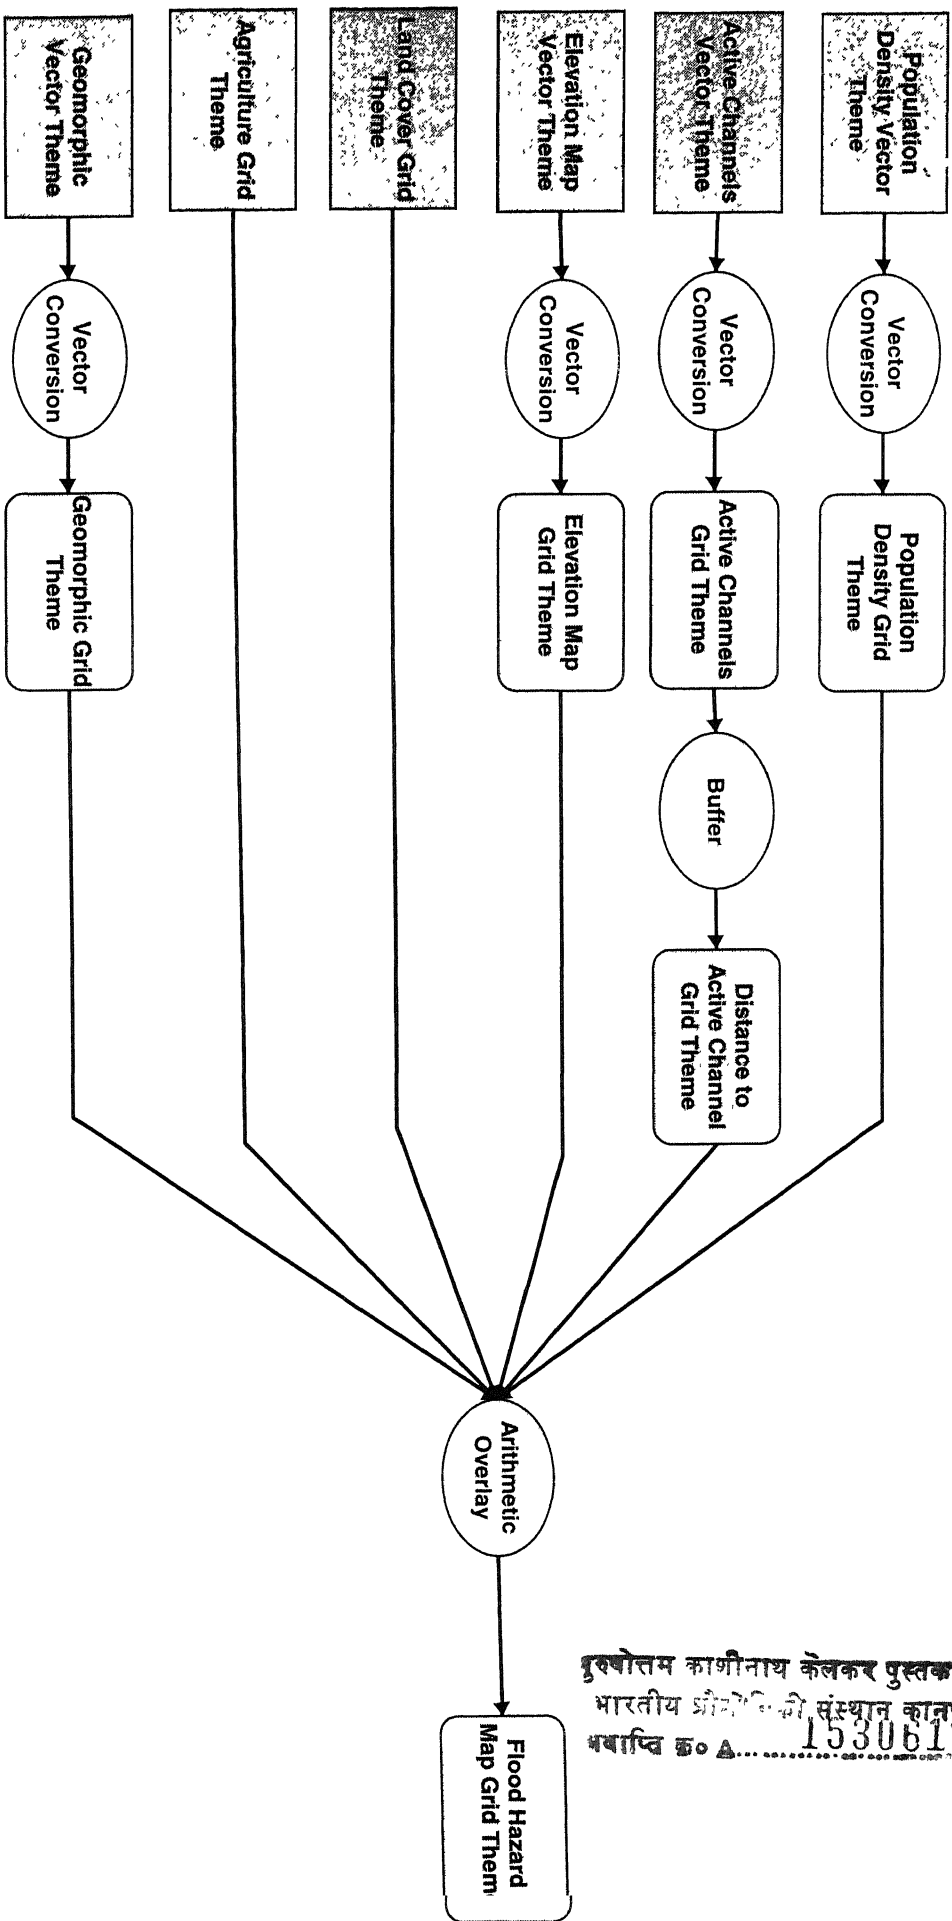 Population
Density Vector
Theme
Vector
Conversion
Population
Density Grid
Theme
Active Channels
Vector Theme
Vector
Conversion
Active Channels
Grid Theme
Buffer
Distance to
Active Channel
Grid Theme
Elevation Map
Vector Theme
Vector
Conversion
Elevation Map
Grid Theme
Land Cover Grid
Theme
Agriculture Grid
Theme
Geomorphic
Vector Theme
Vector
Conversion
Geomorphic Grid
Theme
Arithmetic
Overlay
Flood Hazard
Map Grid Them
पुरुषोत्तम काशीनाथ केलकर पुस्तक
भारतीय संस्थान कान
अवाप्ति क्र० A 153061